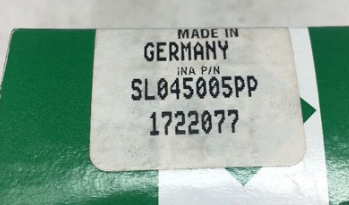 MADE IN
GERMANY
INA P/N
SL045005PP
1722077